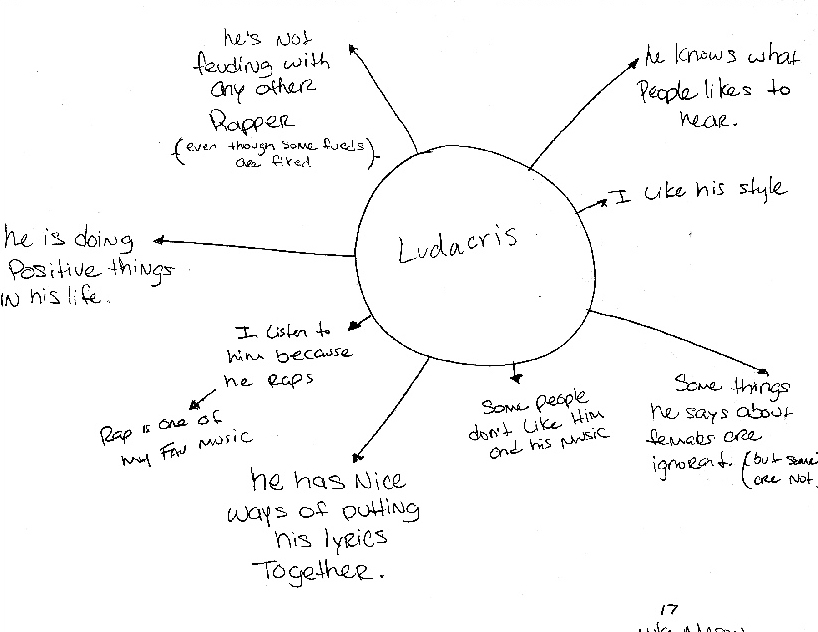 he's Not
feuding with
any other
Rapper
(even though some fueds)
are fixed
he knows what
People likes to
hear.
I Like his style
Ludacris
he is doing
Positive things
IN his life.
I Listen to
him because
he Raps
Rap is one of
my Fav Music
he has Nice
ways of putting
his lyrics
Together.
Some people
don't Like Him
and his Music
Some things
he says about
females are
ignorant. (but some
are Not.
17